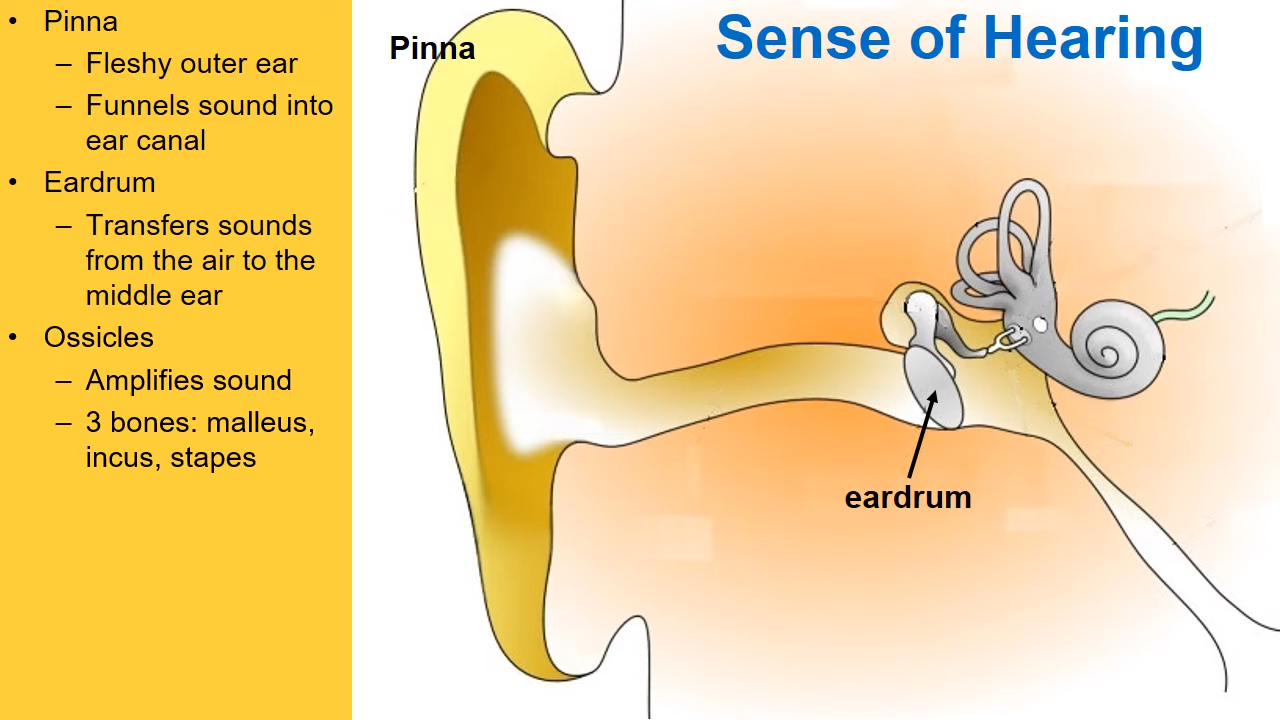 • Pinna
– Fleshy outer ear
– Funnels sound into
ear canal
• Eardrum
– Transfers sounds
from the air to the
middle ear
• Ossicles
– Amplifies sound
– 3 bones: malleus,
incus, stapes
Sense of Hearing
Pinna
eardrum